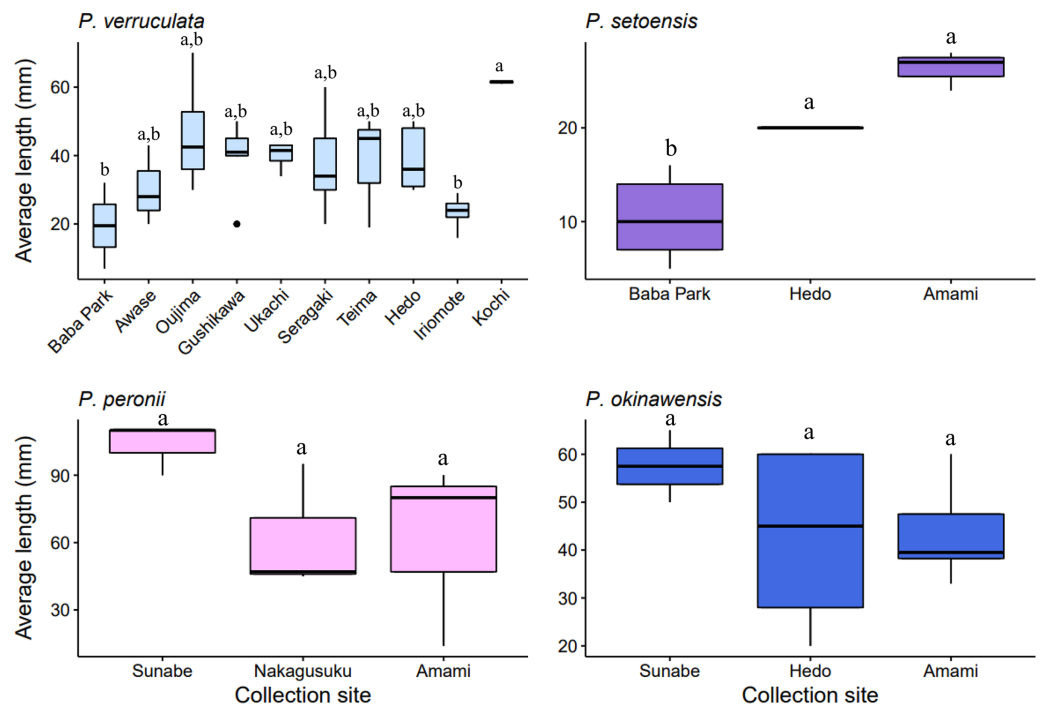 P. verruculata
Average length (mm)
60
40
20
b
a,b
a,b
a,b
a,b
a,b
a,b
a,b
b
a
Baba Park
Awase
Oujima
Gushikawa
Ukachi
Seragaki
Teima
Hedo
Iriomote
Kochi
P. setoensis
20
10
b
a
a
Baba Park
Hedo
Amami
P. peronii
Average length (mm)
90
60
30
a
a
a
Sunabe
Nakagusuku
Amami
Collection site
P. okinawensis
60
50
40
30
20
a
a
a
Sunabe
Hedo
Amami
Collection site